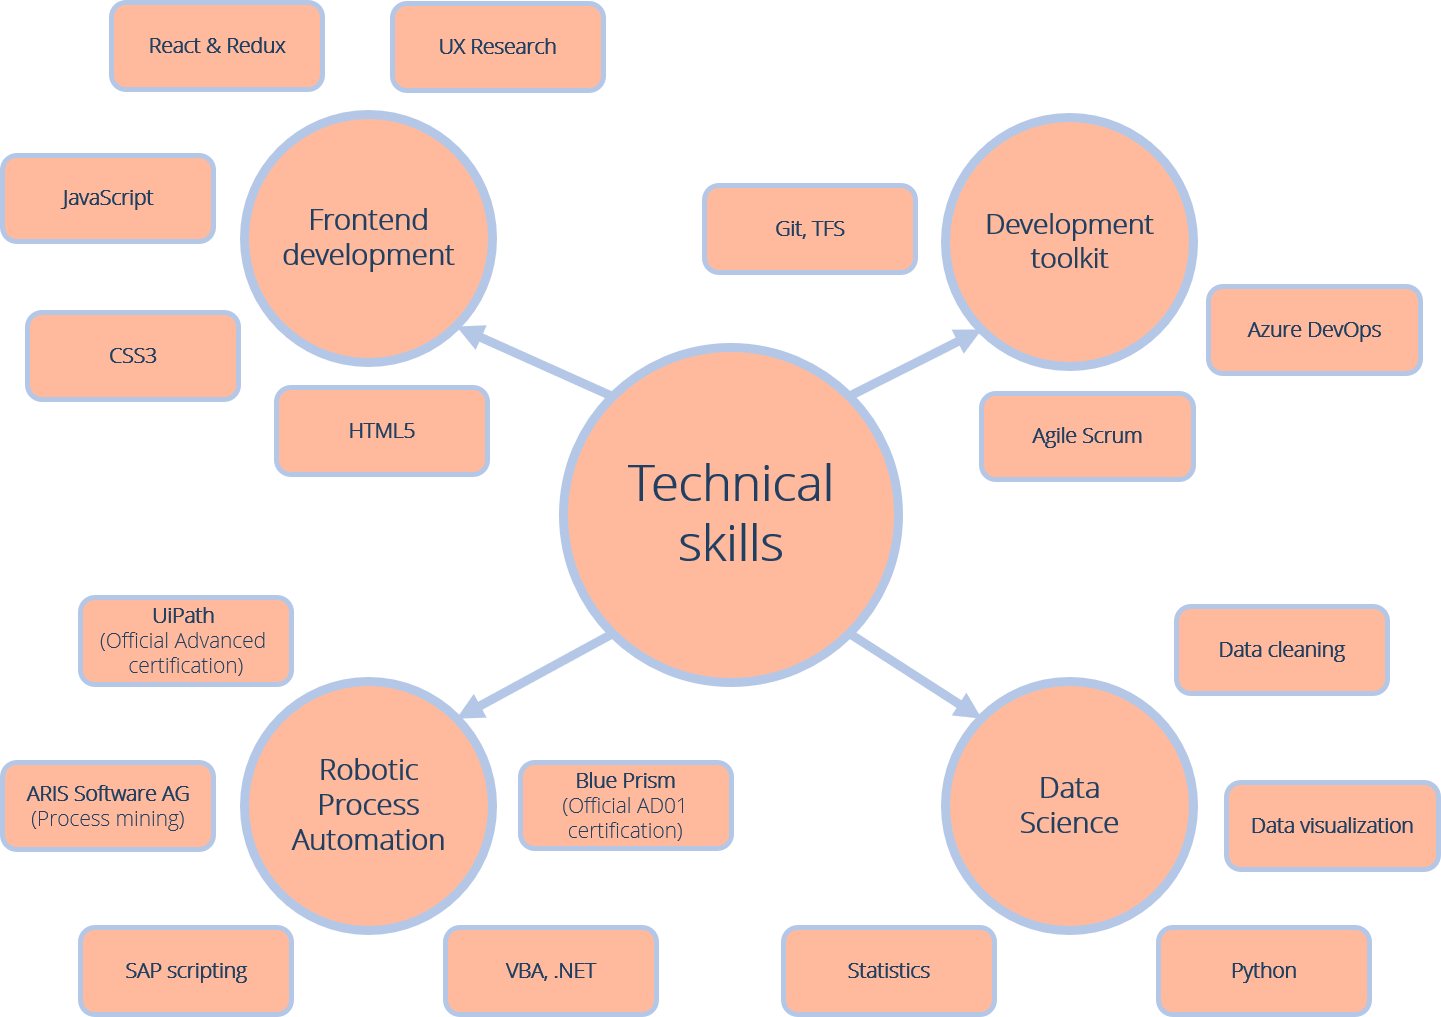 React & Redux
UX Research
JavaScript
Frontend
development
CSS3
HTML5
Git, TFS
Development
toolkit
Azure DevOps
Agile Scrum
Technical
skills
UiPath
(Official Advanced
certification)
ARIS Software AG
(Process mining)
Robotic
Process
Automation
Blue Prism
(Official AD01
certification)
SAP scripting
VBA, .NET
Data cleaning
Data
Science
Data visualization
Statistics
Python